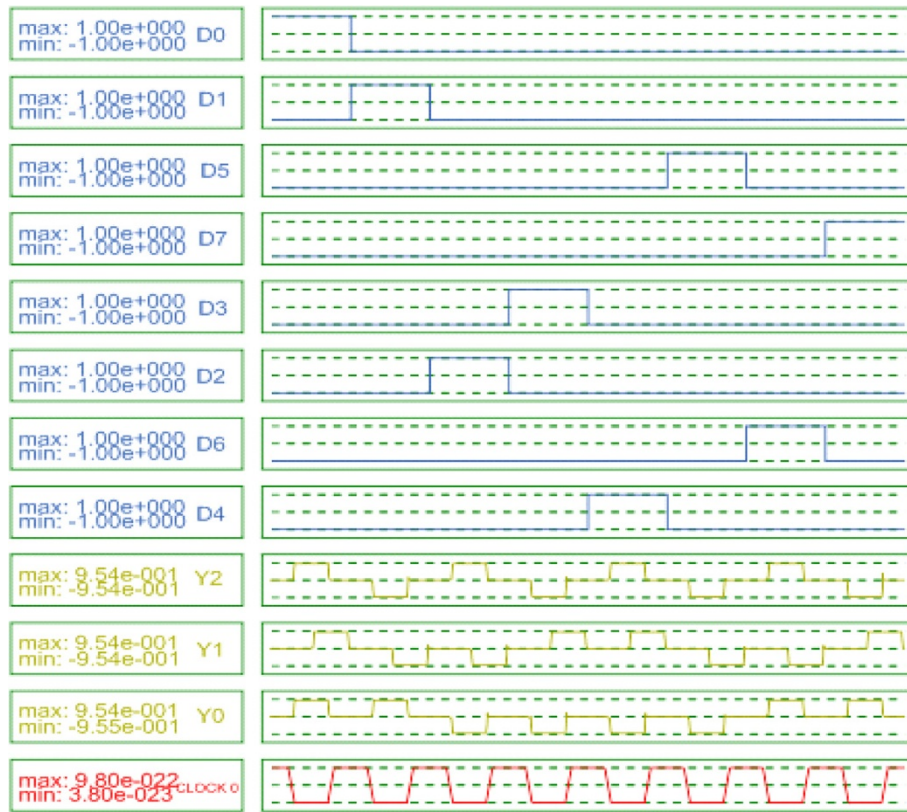 max: 1.00e+000 D0
min: -1.00e+000
max: 1.00e+000 D1
min: -1.00e+000
max: 1.00e+000 D5
min: -1.00e+000
max: 1.00e+000 D7
min: -1.00e+000
max: 1.00e+000 D3
min: -1.00e+000
max: 1.00e+000 D2
min: -1.00e+000
max: 1.00e+000 D6
min: -1.00e+000
max: 1.00e+000 D4
min: -1.00e+000
max: 9.54e-001 Y2
min: -9.54e-001
max: 9.54e-001 Y1
min: -9.54e-001
max: 9.54e-001 Y0
min: -9.55e-001
max: 9.80e-022 CLOCK 0
min: 3.80e-023